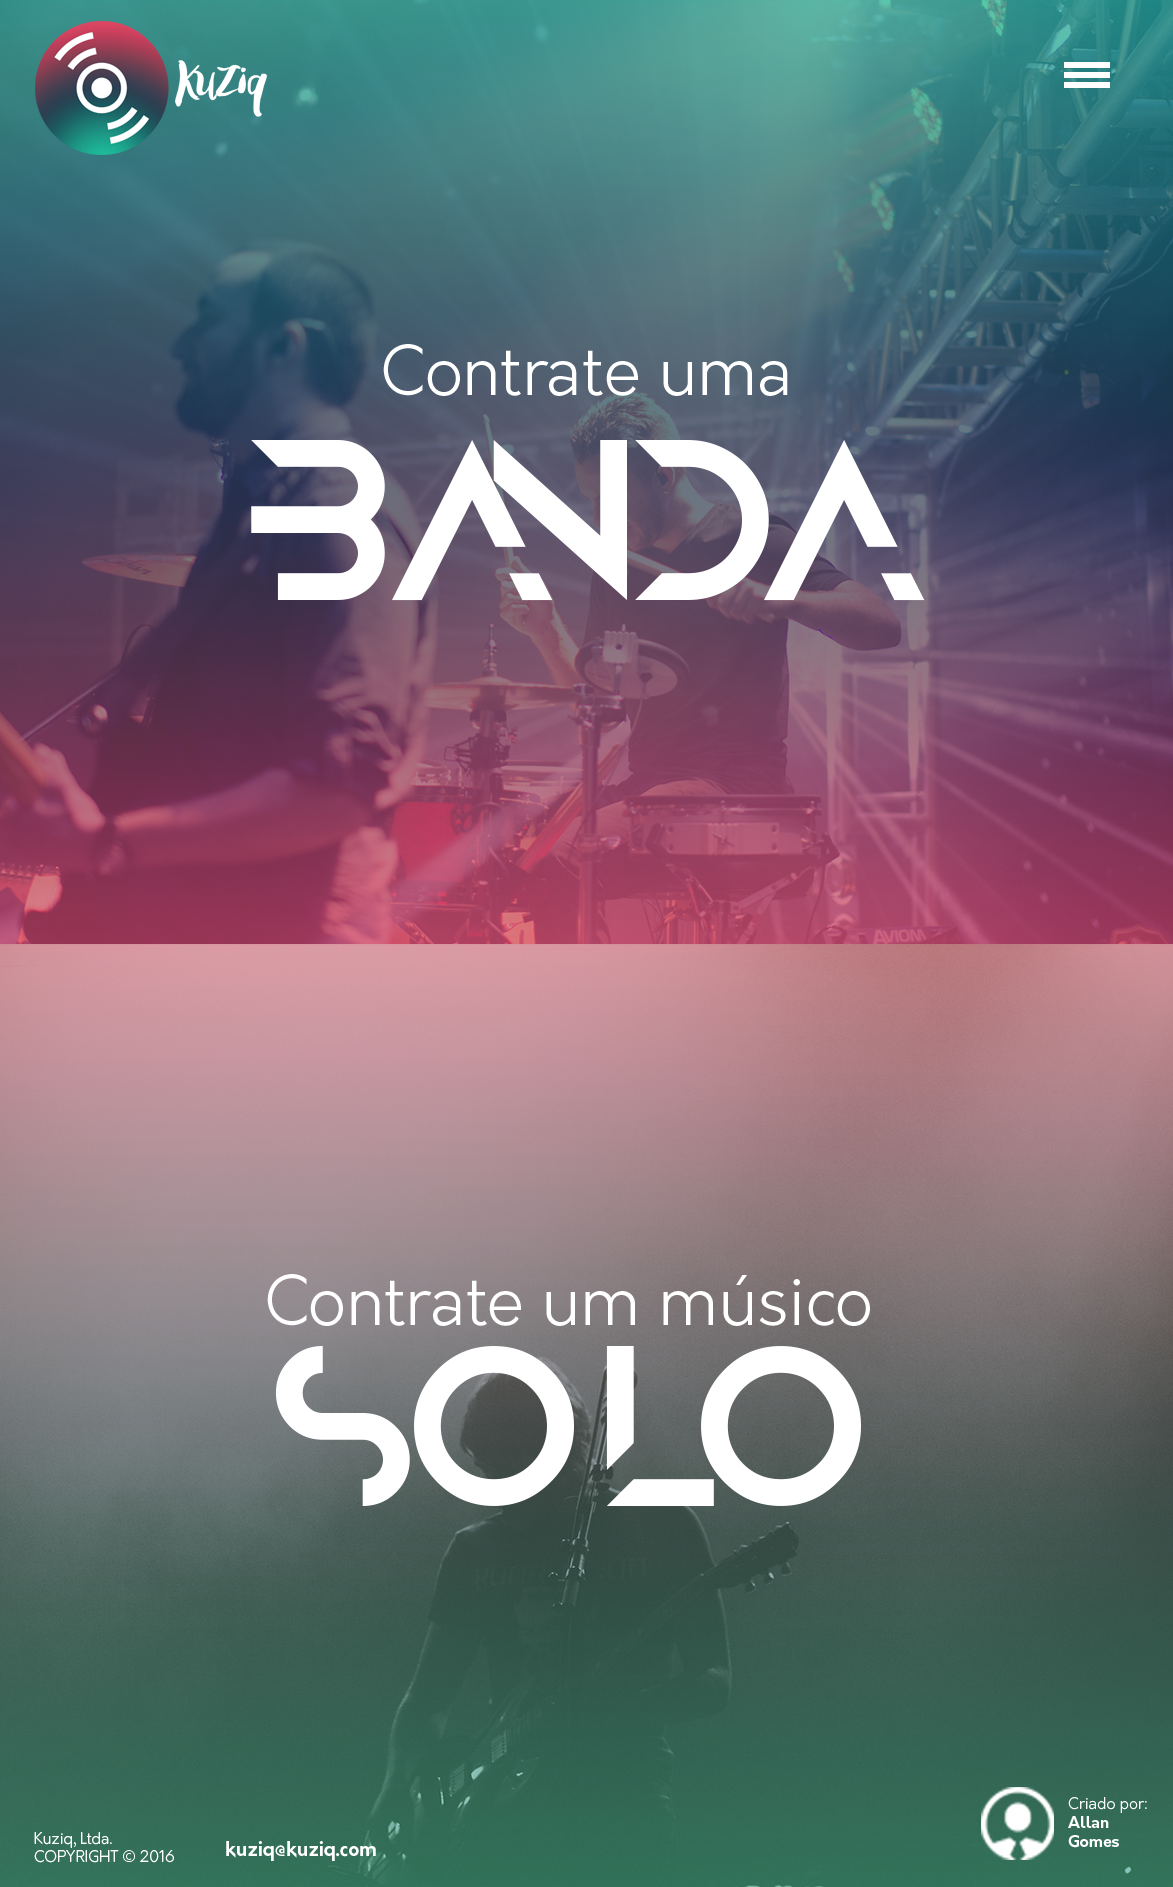 Kuziq
Contrate uma
BANDA
AVIOM
Contrate um músico
SOLO
Kuziq, Ltda.
COPYRIGHT © 2016
kuziq@kuziq.com
Criado por:
Allan
Gomes